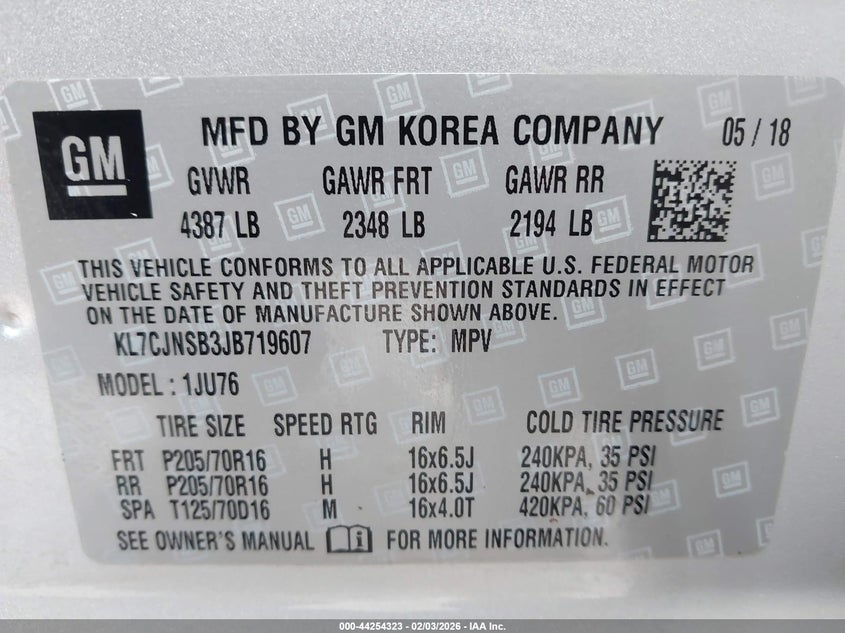 GM MFD BY GM KOREA COMPANY 05 / 18
GVWR GAWR FRT GAWR RR
4387 LB 2348 LB 2194 LB
THIS VEHICLE CONFORMS TO ALL APPLICABLE U.S. FEDERAL MOTOR
VEHICLE SAFETY AND THEFT PREVENTION STANDARDS IN EFFECT
ON THE DATE OF MANUFACTURE SHOWN ABOVE.
KL7CJNSB3JB719607 TYPE: MPV
MODEL : 1JU76
TIRE SIZE SPEED RTG RIM COLD TIRE PRESSURE
FRT P205/70R16 H 16x6.5J 240KPA, 35 PSI
RR P205/70R16 H 16x6.5J 240KPA, 35 PSI
SPA T125/70D16 M 16x4.0T 420KPA, 60 PSI
SEE OWNER'S MANUAL FOR MORE INFORMATION.
000-44254323 - 02/03/2026 - IAA Inc.